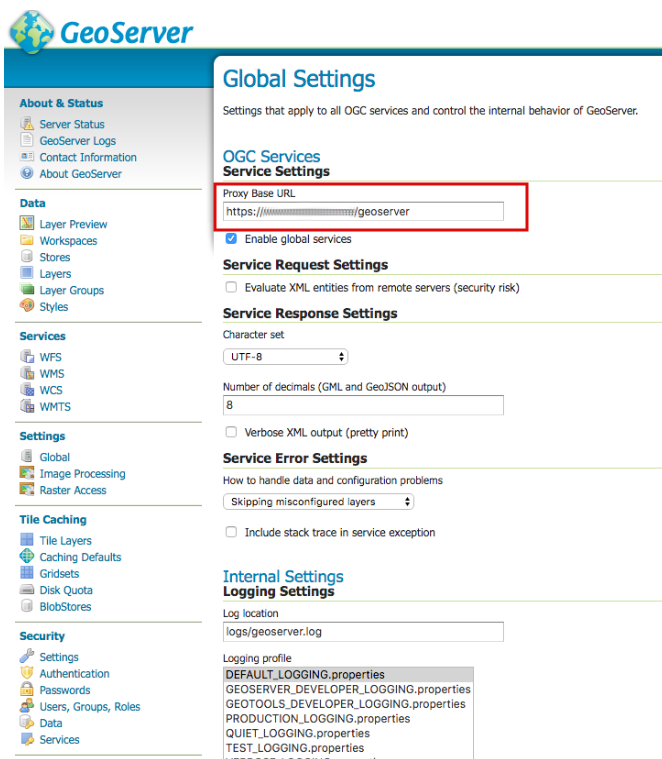 GeoServer
About & Status
Server Status
GeoServer Logs
Contact Information
About GeoServer
Data
Layer Preview
Workspaces
Stores
Layers
Layer Groups
Styles
Services
WFS
WMS
WCS
WMTS
Settings
Global
Image Processing
Raster Access
Tile Caching
Tile Layers
Caching Defaults
Gridsets
Disk Quota
BlobStores
Security
Settings
Authentication
Passwords
Users, Groups, Roles
Data
Services
Global Settings
Settings that apply to all OGC services and control the internal behavior of GeoServer.
OGC Services
Service Settings
Proxy Base URL
https:// /geoserver
Enable global services
Service Request Settings
Evaluate XML entities from remote servers (security risk)
Service Response Settings
Character set
UTF-8
Number of decimals (GML and GeoJSON output)
8
Verbose XML output (pretty print)
Service Error Settings
How to handle data and configuration problems
Skipping misconfigured layers
Include stack trace in service exception
Internal Settings
Logging Settings
Log location
logs/geoserver.log
Logging profile
DEFAULT_LOGGING.properties
GEOSERVER_DEVELOPER_LOGGING.properties
GEOTOOLS_DEVELOPER_LOGGING.properties
PRODUCTION_LOGGING.properties
QUIET_LOGGING.properties
TEST_LOGGING.properties